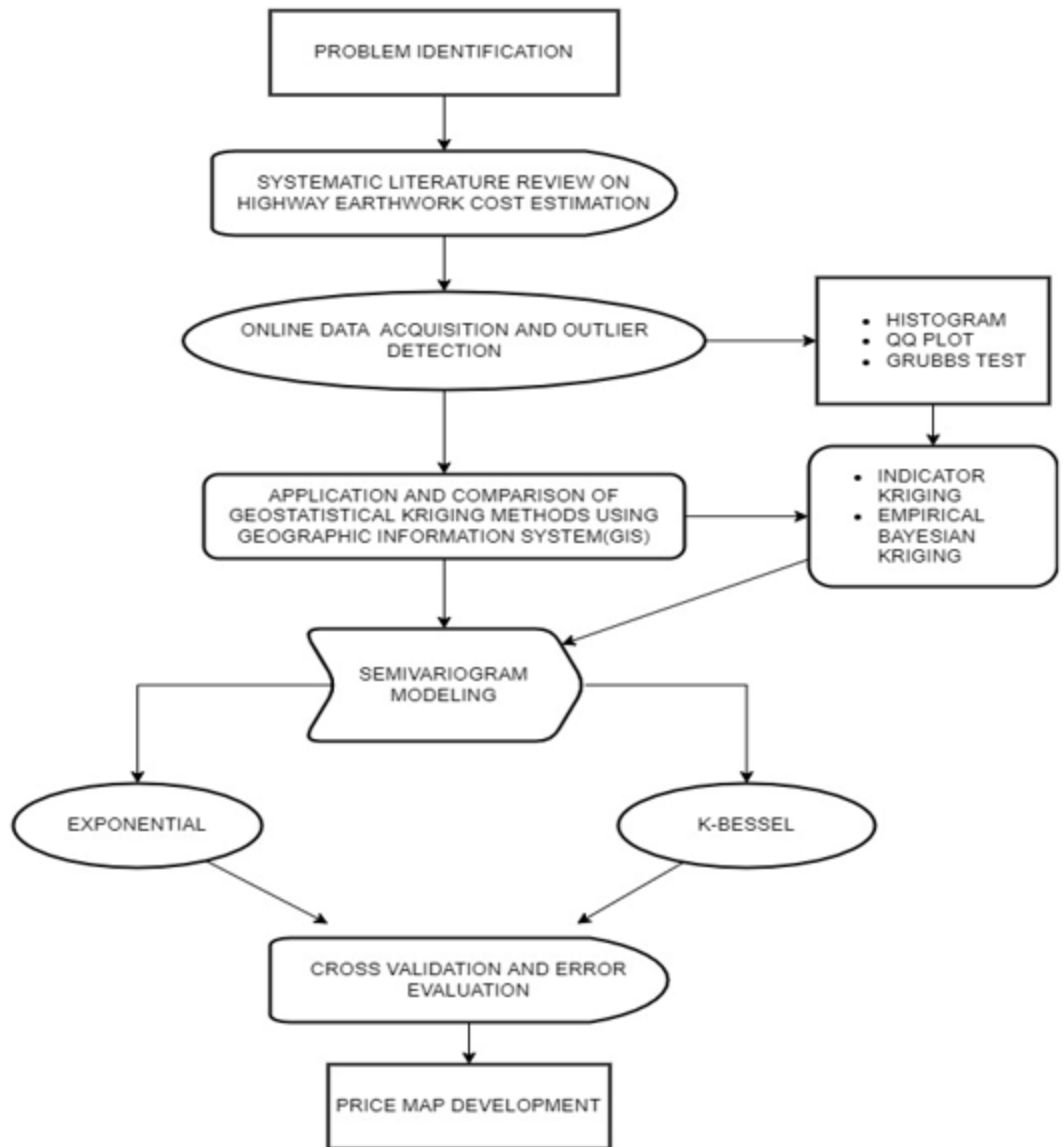 PROBLEM IDENTIFICATION
SYSTEMATIC LITERATURE REVIEW ON
HIGHWAY EARTHWORK COST ESTIMATION
ONLINE DATA ACQUISITION AND OUTLIER
DETECTION
• HISTOGRAM
• QQ PLOT
• GRUBBS TEST
APPLICATION AND COMPARISON OF
GEOSTATISTICAL KRIGING METHODS USING
GEOGRAPHIC INFORMATION SYSTEM(GIS)
• INDICATOR
KRIGING
• EMPIRICAL
BAYESIAN
KRIGING
SEMIVARIOGRAM
MODELING
EXPONENTIAL
K-BESSEL
CROSS VALIDATION AND ERROR
EVALUATION
PRICE MAP DEVELOPMENT